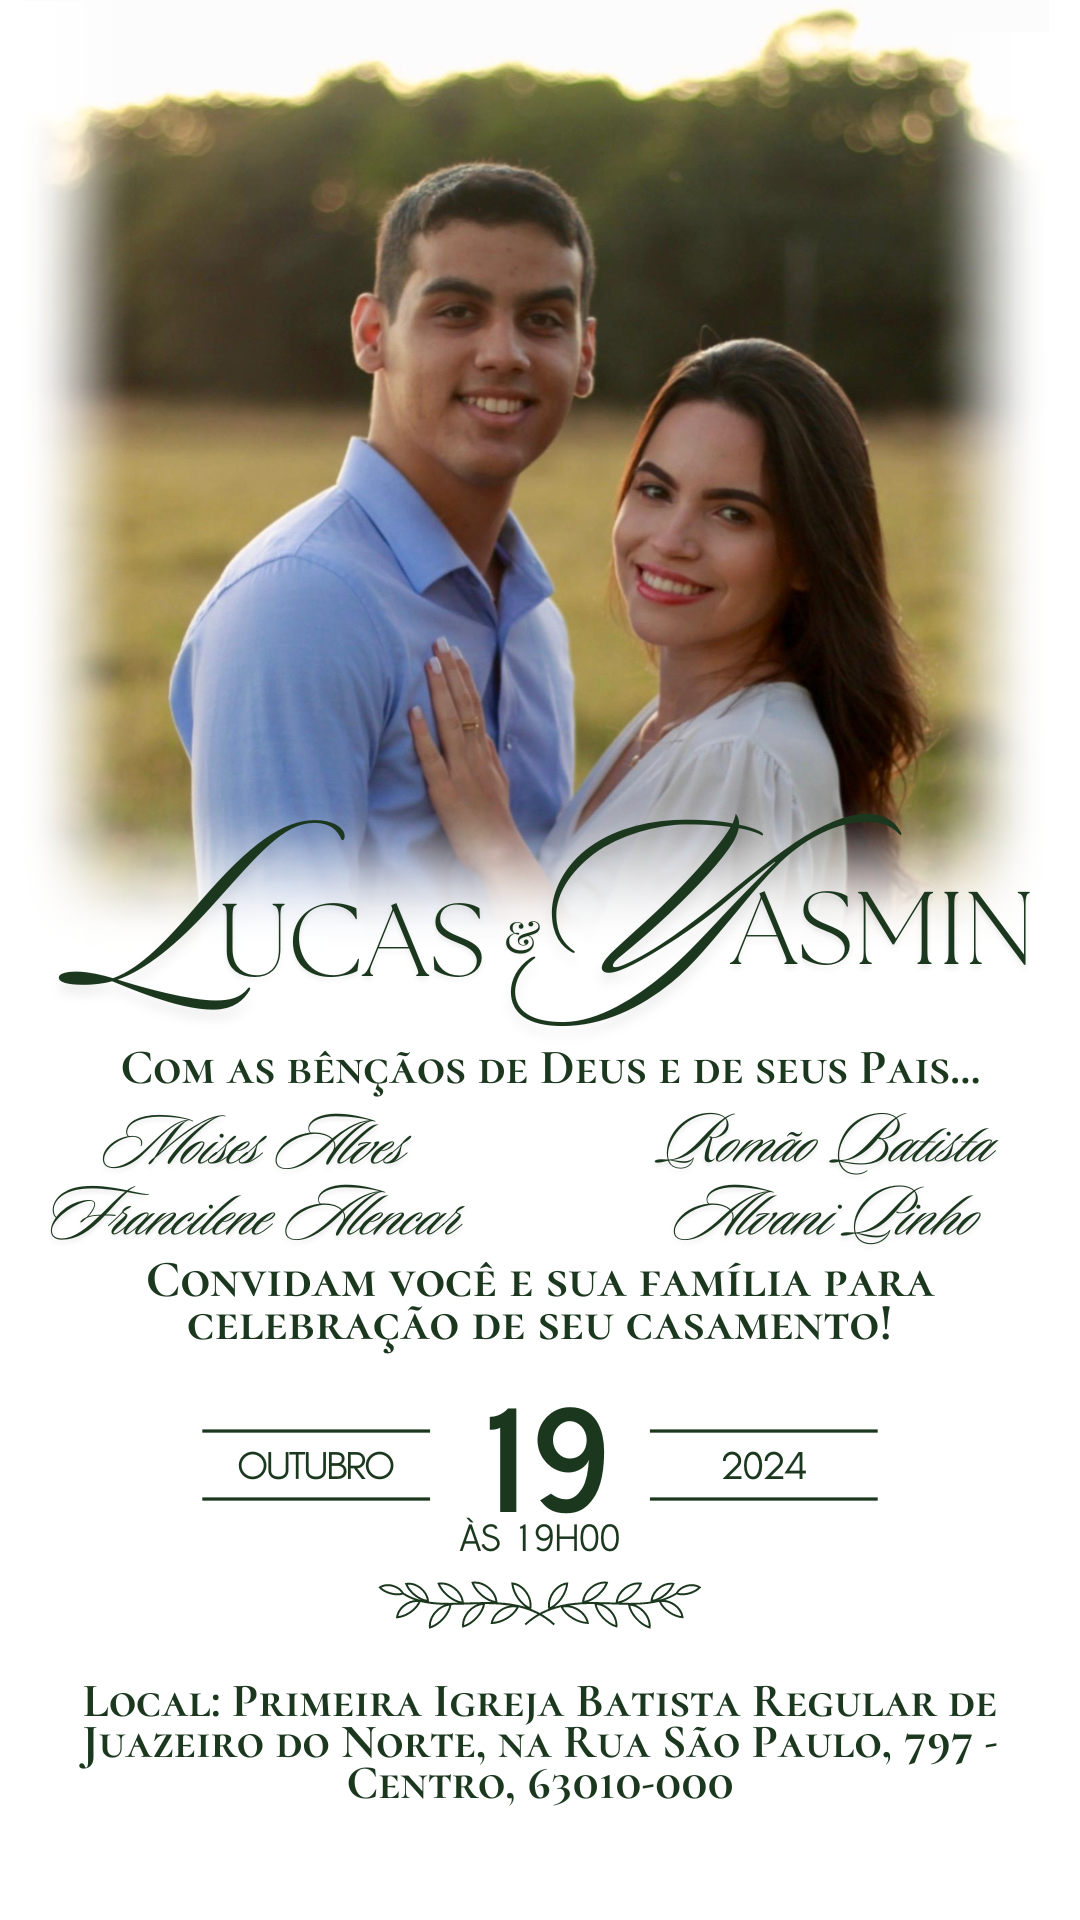 Lucas & Yasmin
Com as bênçãos de Deus e de seus Pais...
Moises Alves
Romão Batista
Francilene Alencar
Alvani Pinho
Convidam você e sua família para
celebração de seu casamento!
OUTUBRO
19
2024
ÀS 19H00
Local: Primeira Igreja Batista Regular de
Juazeiro do Norte, na Rua São Paulo, 797 -
Centro, 63010-000